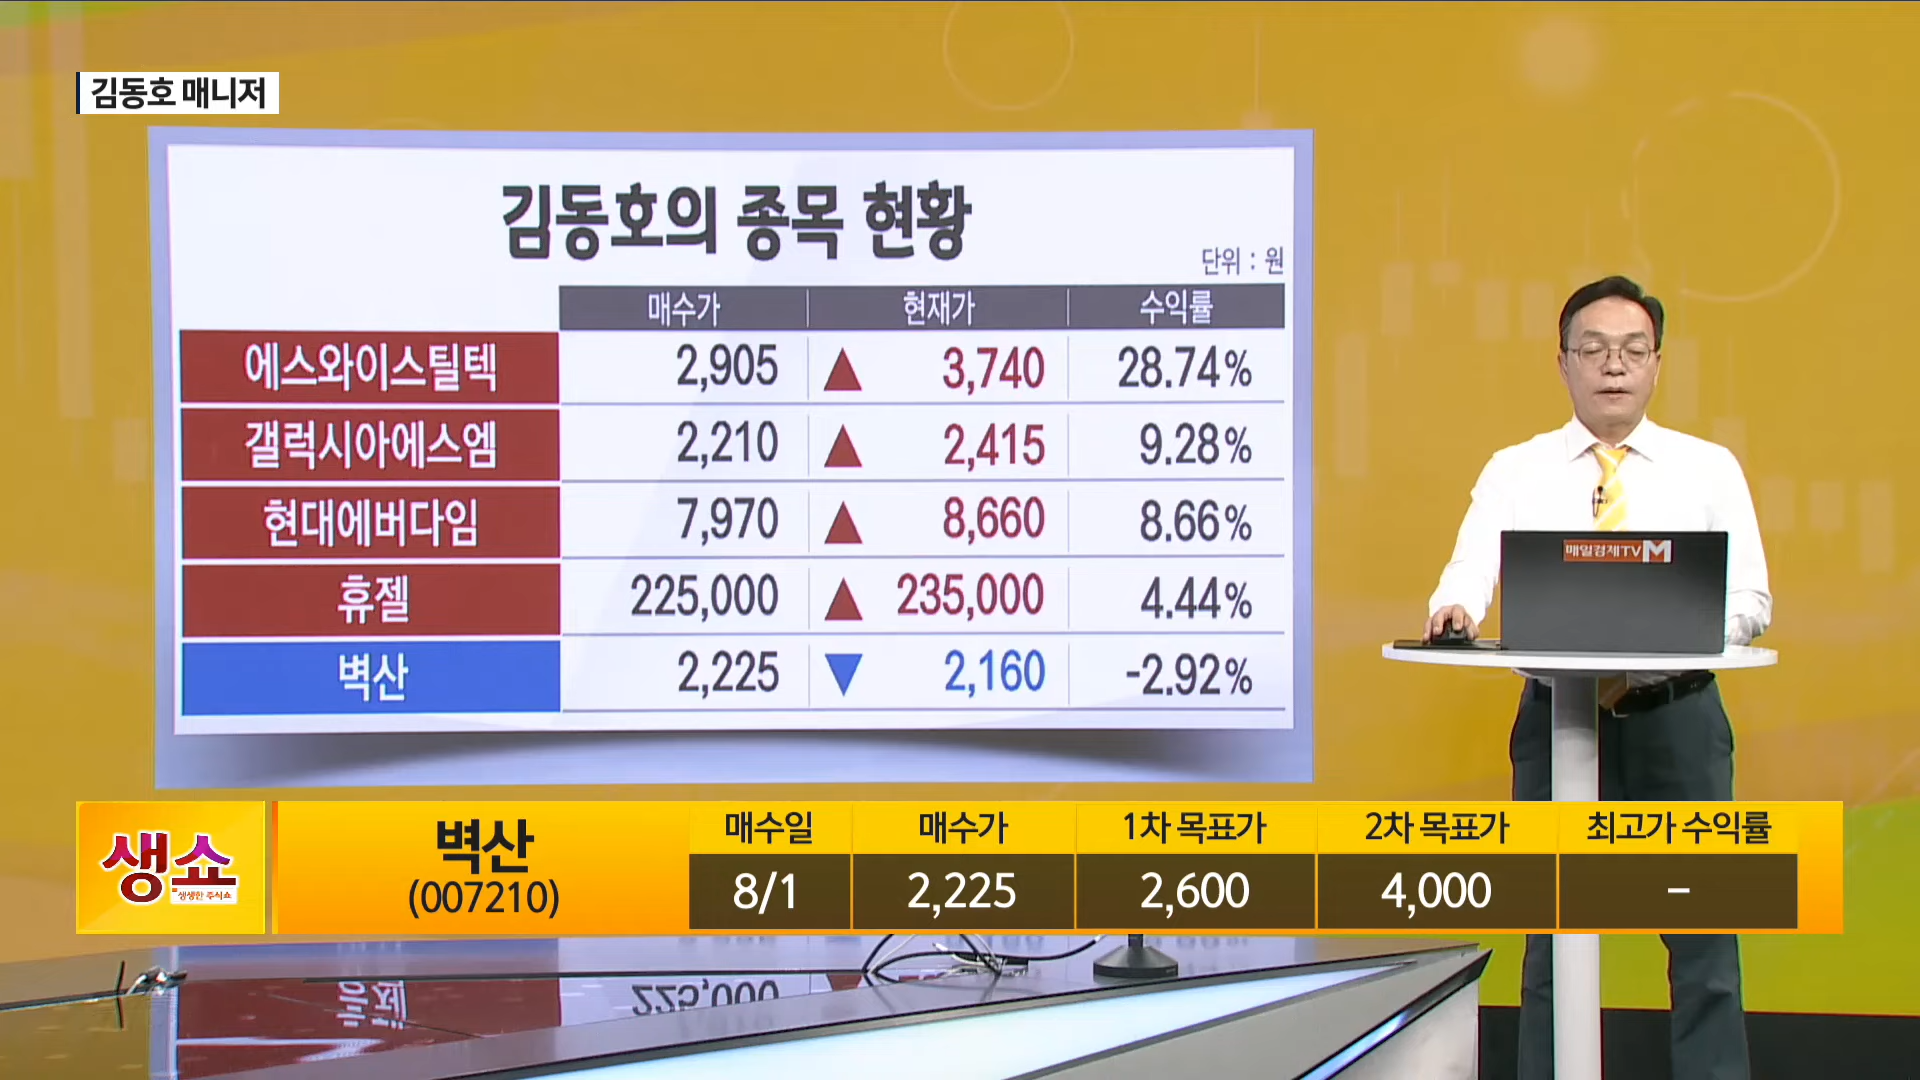 김동호 매니저
김동호의 종목 현황
단위 : 원
매수가 현재가 수익률
에스와이스틸텍 2,905 ▲ 3,740 28.74%
갤럭시아에스엠 2,210 ▲ 2,415 9.28%
현대에버다임 7,970 ▲ 8,660 8.66%
휴젤 225,000 ▲ 235,000 4.44%
벽산 2,225 ▼ 2,160 -2.92%
매일경제TV M
생쇼
생생한 주식쇼
벽산
(007210)
매수일 매수가 1차 목표가 2차 목표가 최고가 수익률
8/1 2,225 2,600 4,000 –